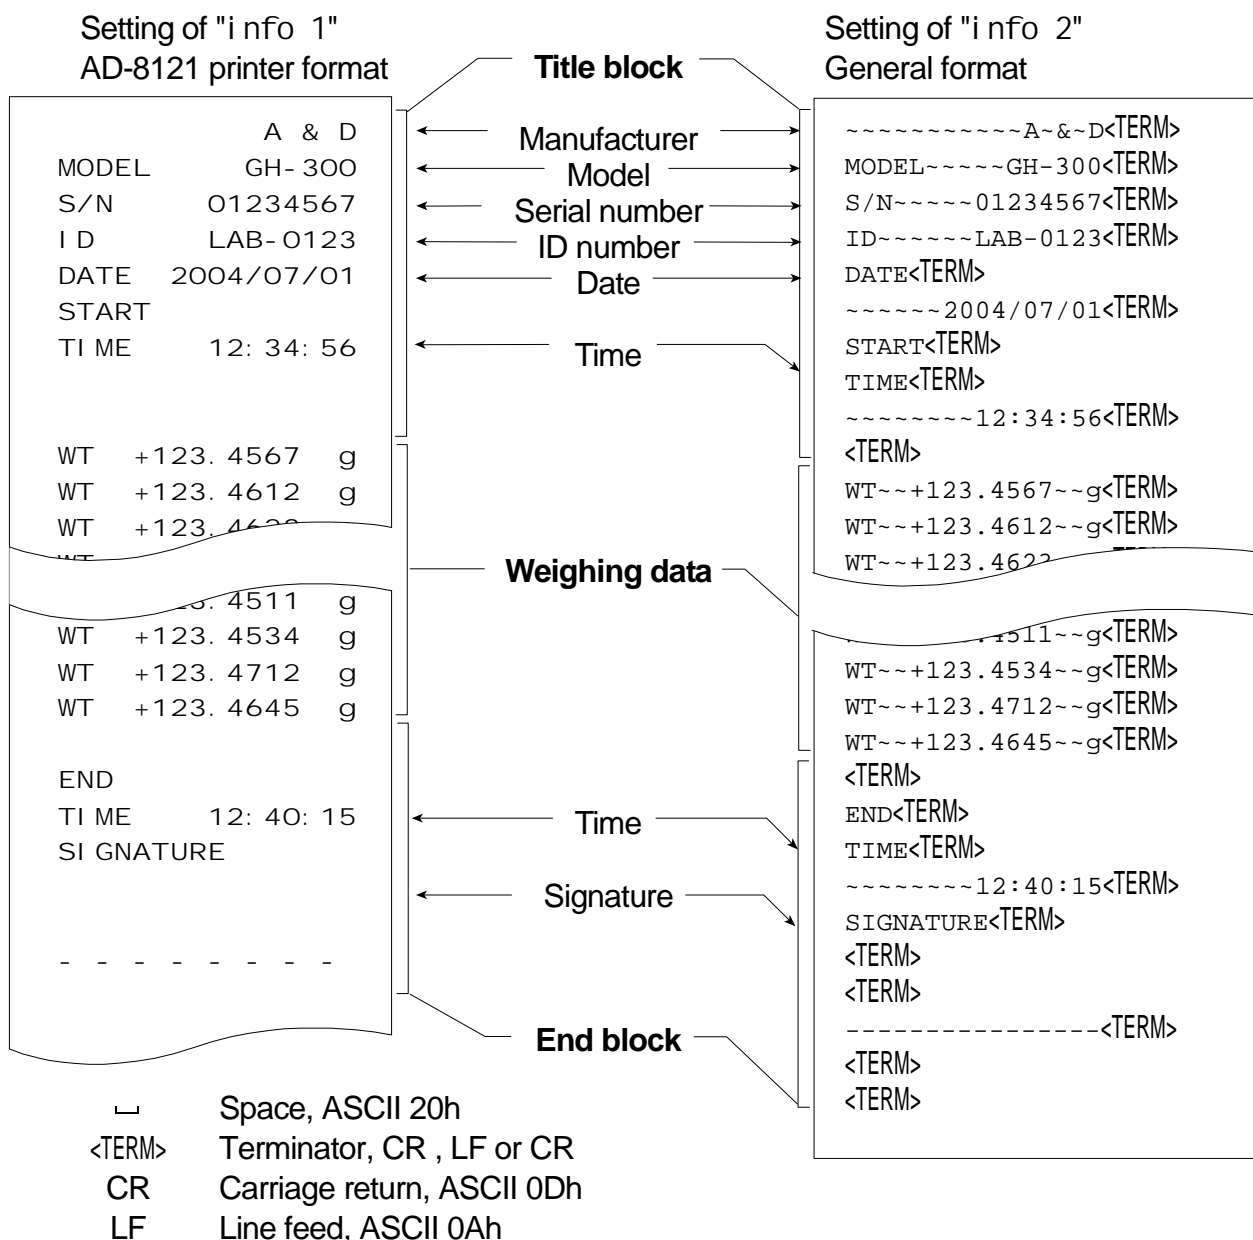 Setting of "info 1"
AD-8121 printer format
A & D
MODEL GH-300
S/N 01234567
ID LAB-0123
DATE 2004/07/01
START
TIME 12:34:56
WT +123.4567 g
WT +123.4612 g
WT +123.
WT
4511 g
WT +123.4534 g
WT +123.4712 g
WT +123.4645 g
END
TIME 12:40:15
SIGNATURE
- - - - - - - -
Title block
Manufacturer
Model
Serial number
ID number
Date
Time
Weighing data
Time
Signature
End block
Setting of "info 2"
General format
~~~~~~~~~~~A~&~D<TERM>
MODEL~~~~~GH-300<TERM>
S/N~~~~~01234567<TERM>
ID~~~~~~LAB-0123<TERM>
DATE<TERM>
~~~~~~2004/07/01<TERM>
START<TERM>
TIME<TERM>
~~~~~~~~12:34:56<TERM>
<TERM>
WT~~+123.4567~~g<TERM>
WT~~+123.4612~~g<TERM>
WT~~+123.462
4511~~g<TERM>
WT~~+123.4534~~g<TERM>
WT~~+123.4712~~g<TERM>
WT~~+123.4645~~g<TERM>
<TERM>
END<TERM>
TIME<TERM>
~~~~~~~~12:40:15<TERM>
SIGNATURE<TERM>
<TERM>
<TERM>
----------------<TERM>
<TERM>
<TERM>
␣ Space, ASCII 20h
<TERM> Terminator, CR , LF or CR
CR Carriage return, ASCII 0Dh
LF Line feed, ASCII 0Ah